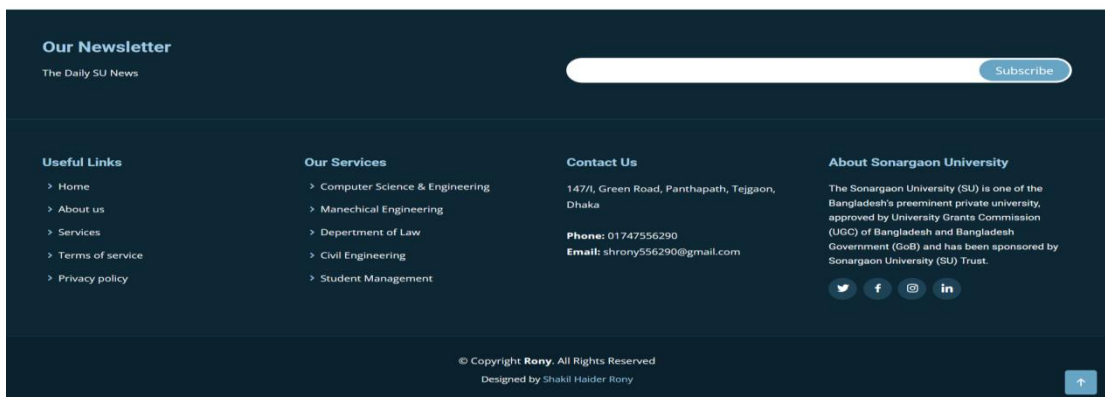 Our Newsletter
The Daily SU News
Subscribe
Useful Links
Home
About us
Services
Terms of service
Privacy policy
Our Services
Computer Science & Engineering
Manechical Engineering
Depertment of Law
Civil Engineering
Student Management
Contact Us
147/I, Green Road, Panthapath, Tejgaon,
Dhaka
Phone: 01747556290
Email: shrony556290@gmail.com
About Sonargaon University
The Sonargaon University (SU) is one of the
Bangladesh's preeminent private university,
approved by University Grants Commission
(UGC) of Bangladesh and Bangladesh
Government (GoB) and has been sponsored by
Sonargaon University (SU) Trust.
© Copyright Rony. All Rights Reserved
Designed by Shakil Haider Rony